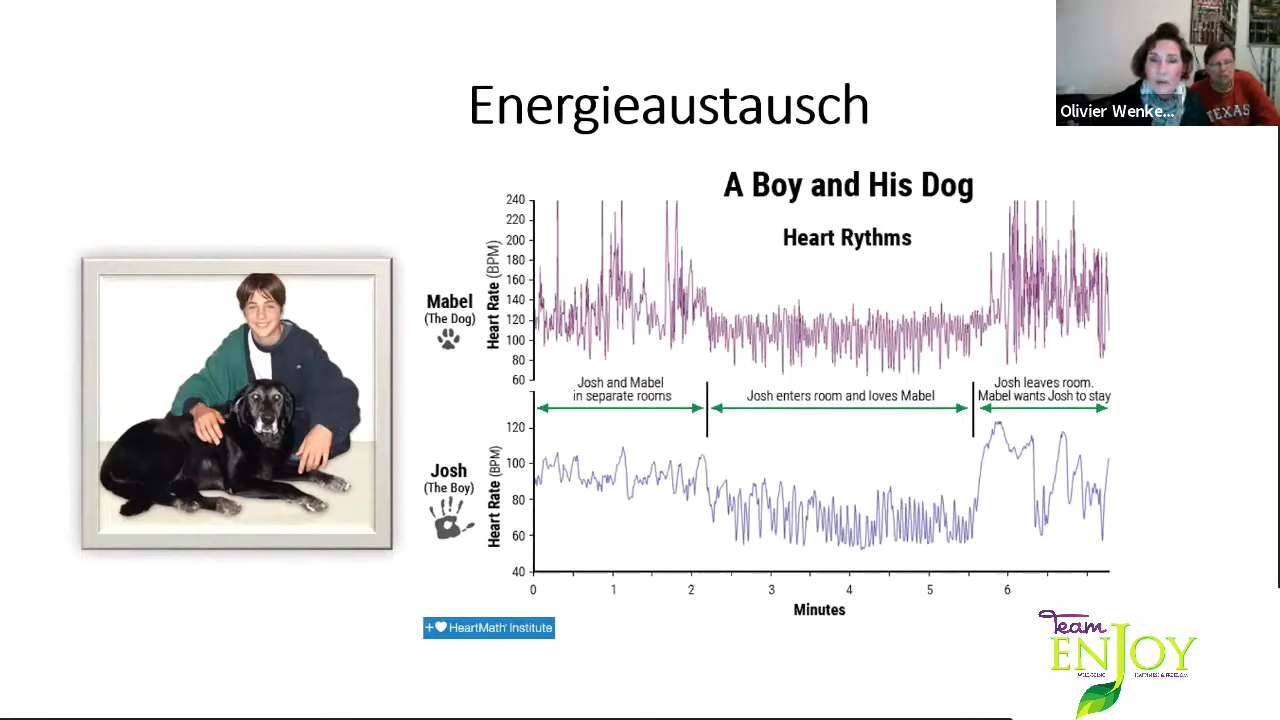 Energieaustausch
Olivier Wenke...
TEXAS
A Boy and His Dog
Heart Rythms
Mabel
(The Dog)
Heart Rate (BPM)
240
220
200
180
160
140
120
100
80
60
Josh and Mabel
in separate rooms
Josh enters room and loves Mabel
Josh leaves room.
Mabel wants Josh to stay
Josh
(The Boy)
Heart Rate (BPM)
120
100
80
60
40
0 1 2 3 4 5 6
Minutes
+ HeartMath Institute
Team
ENJOY
WELLBEING HAPPINESS & FREEDOM